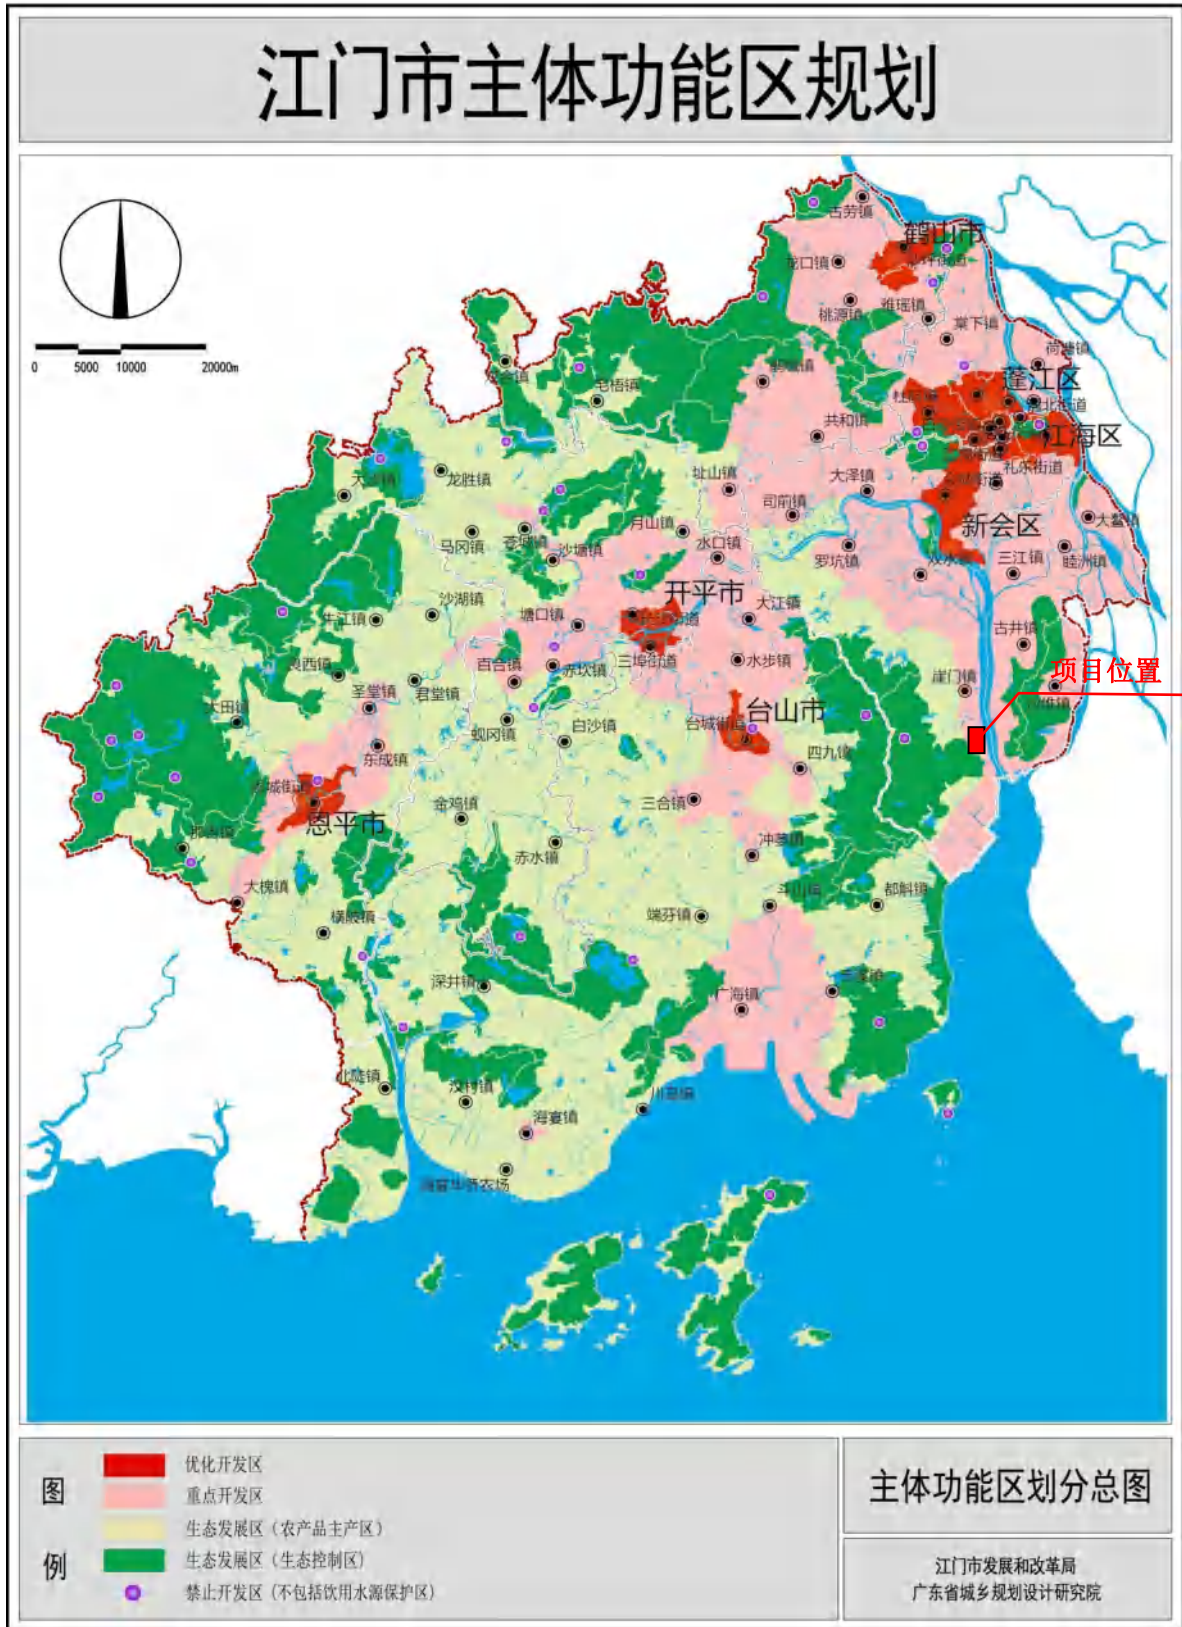 江门市主体功能区规划
0 5000 10000 20000m
古劳镇
鹤山市
龙口镇
桃源镇
雅瑶镇
棠下镇
荷塘镇
蓬江区
江海区
宅梧镇
共和镇
礼乐街道
址山镇
大泽镇
司前镇
龙胜镇
月山镇
水口镇
马冈镇
苍城镇
沙塘镇
新会区
大鳌镇
罗坑镇
双水镇
三江镇
睦洲镇
开平市
沙湖镇
牛江镇
塘口镇
大江镇
古井镇
三埠街道
水步镇
良西镇
百合镇
赤坎镇
君堂镇
圣堂镇
崖门镇
项目位置
大田镇
台山市
台城街道
蚬冈镇
白沙镇
东成镇
四九镇
恩平市
金鸡镇
三合镇
赤水镇
冲蒌镇
那吉镇
大槐镇
横陂镇
端芬镇
斗山镇
都斛镇
深井镇
广海镇
北陡镇
汶村镇
海宴镇
川岛镇
海宴华侨农场
图
例
优化开发区
重点开发区
生态发展区（农产品主产区）
生态发展区（生态控制区）
禁止开发区（不包括饮用水源保护区）
主体功能区划分总图
江门市发展和改革局
广东省城乡规划设计研究院